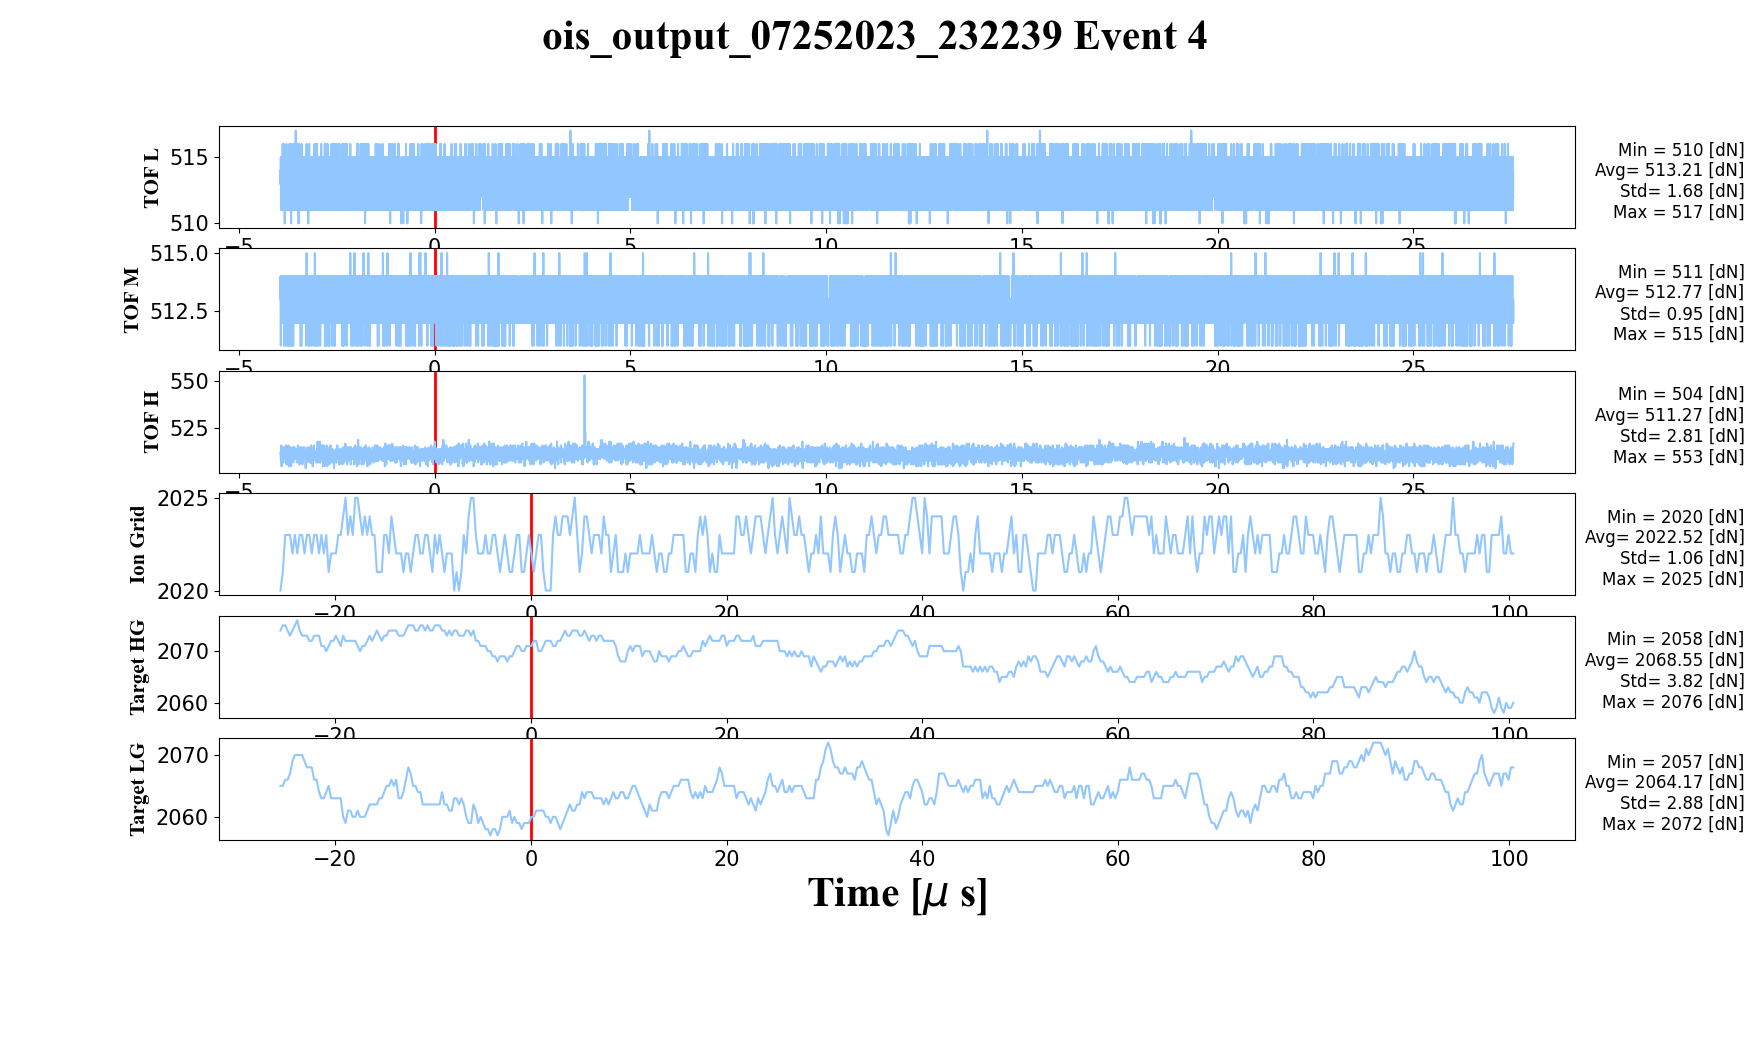 ois_output_07252023_232239 Event 4
TOF L
515
510
Min = 510 [dN]
Avg= 513.21 [dN]
Std= 1.68 [dN]
Max = 517 [dN]
−5 0 5 10 15 20 25
TOF M
515.0
512.5
Min = 511 [dN]
Avg= 512.77 [dN]
Std= 0.95 [dN]
Max = 515 [dN]
−5 0 5 10 15 20 25
TOF H
550
525
Min = 504 [dN]
Avg= 511.27 [dN]
Std= 2.81 [dN]
Max = 553 [dN]
−5 0 5 10 15 20 25
Ion Grid
2025
2020
Min = 2020 [dN]
Avg= 2022.52 [dN]
Std= 1.06 [dN]
Max = 2025 [dN]
−20 0 20 40 60 80 100
Target HG
2070
2060
Min = 2058 [dN]
Avg= 2068.55 [dN]
Std= 3.82 [dN]
Max = 2076 [dN]
−20 0 20 40 60 80 100
Target LG
2070
2060
Min = 2057 [dN]
Avg= 2064.17 [dN]
Std= 2.88 [dN]
Max = 2072 [dN]
−20 0 20 40 60 80 100
Time [μ s]